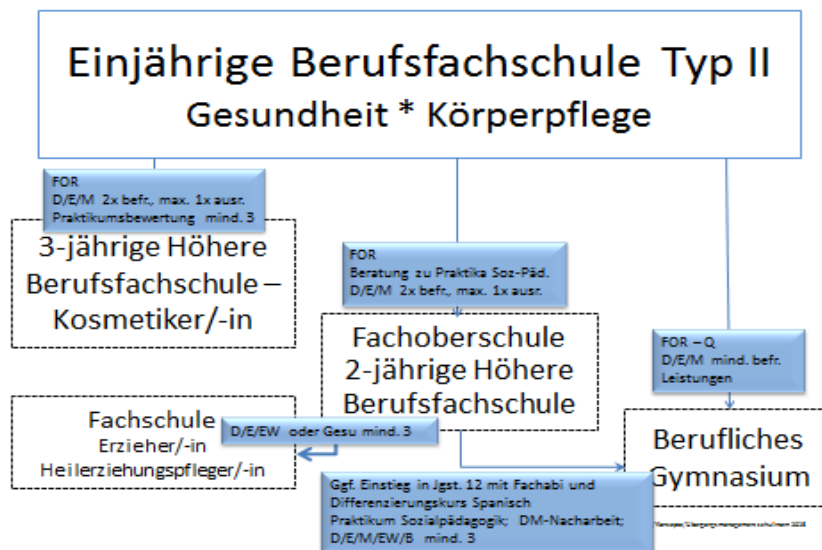 Einjährige Berufsfachschule Typ II
Gesundheit * Körperpflege
FOR
D/E/M 2x befr., max. 1x ausr.
Praktikumsbewertung mind. 3
3-jährige Höhere
Berufsfachschule –
Kosmetiker/-in
FOR
Beratung zu Praktika Soz-Päd.
D/E/M 2x befr., max. 1x ausr.
Fachoberschule
2-jährige Höhere
Berufsfachschule
FOR – Q
D/E/M mind. befr.
Leistungen
Fachschule
Erzieher/-in
Heilerziehungspfleger/-in
D/E/EW oder Gesu mind. 3
Berufliches
Gymnasium
Ggf. Einstieg in Jgst. 12 mit Fachabi und
Differenzierungskurs Spanisch
Praktikum Sozialpädagogik; DM-Nacharbeit;
D/E/M/EW/B mind. 3